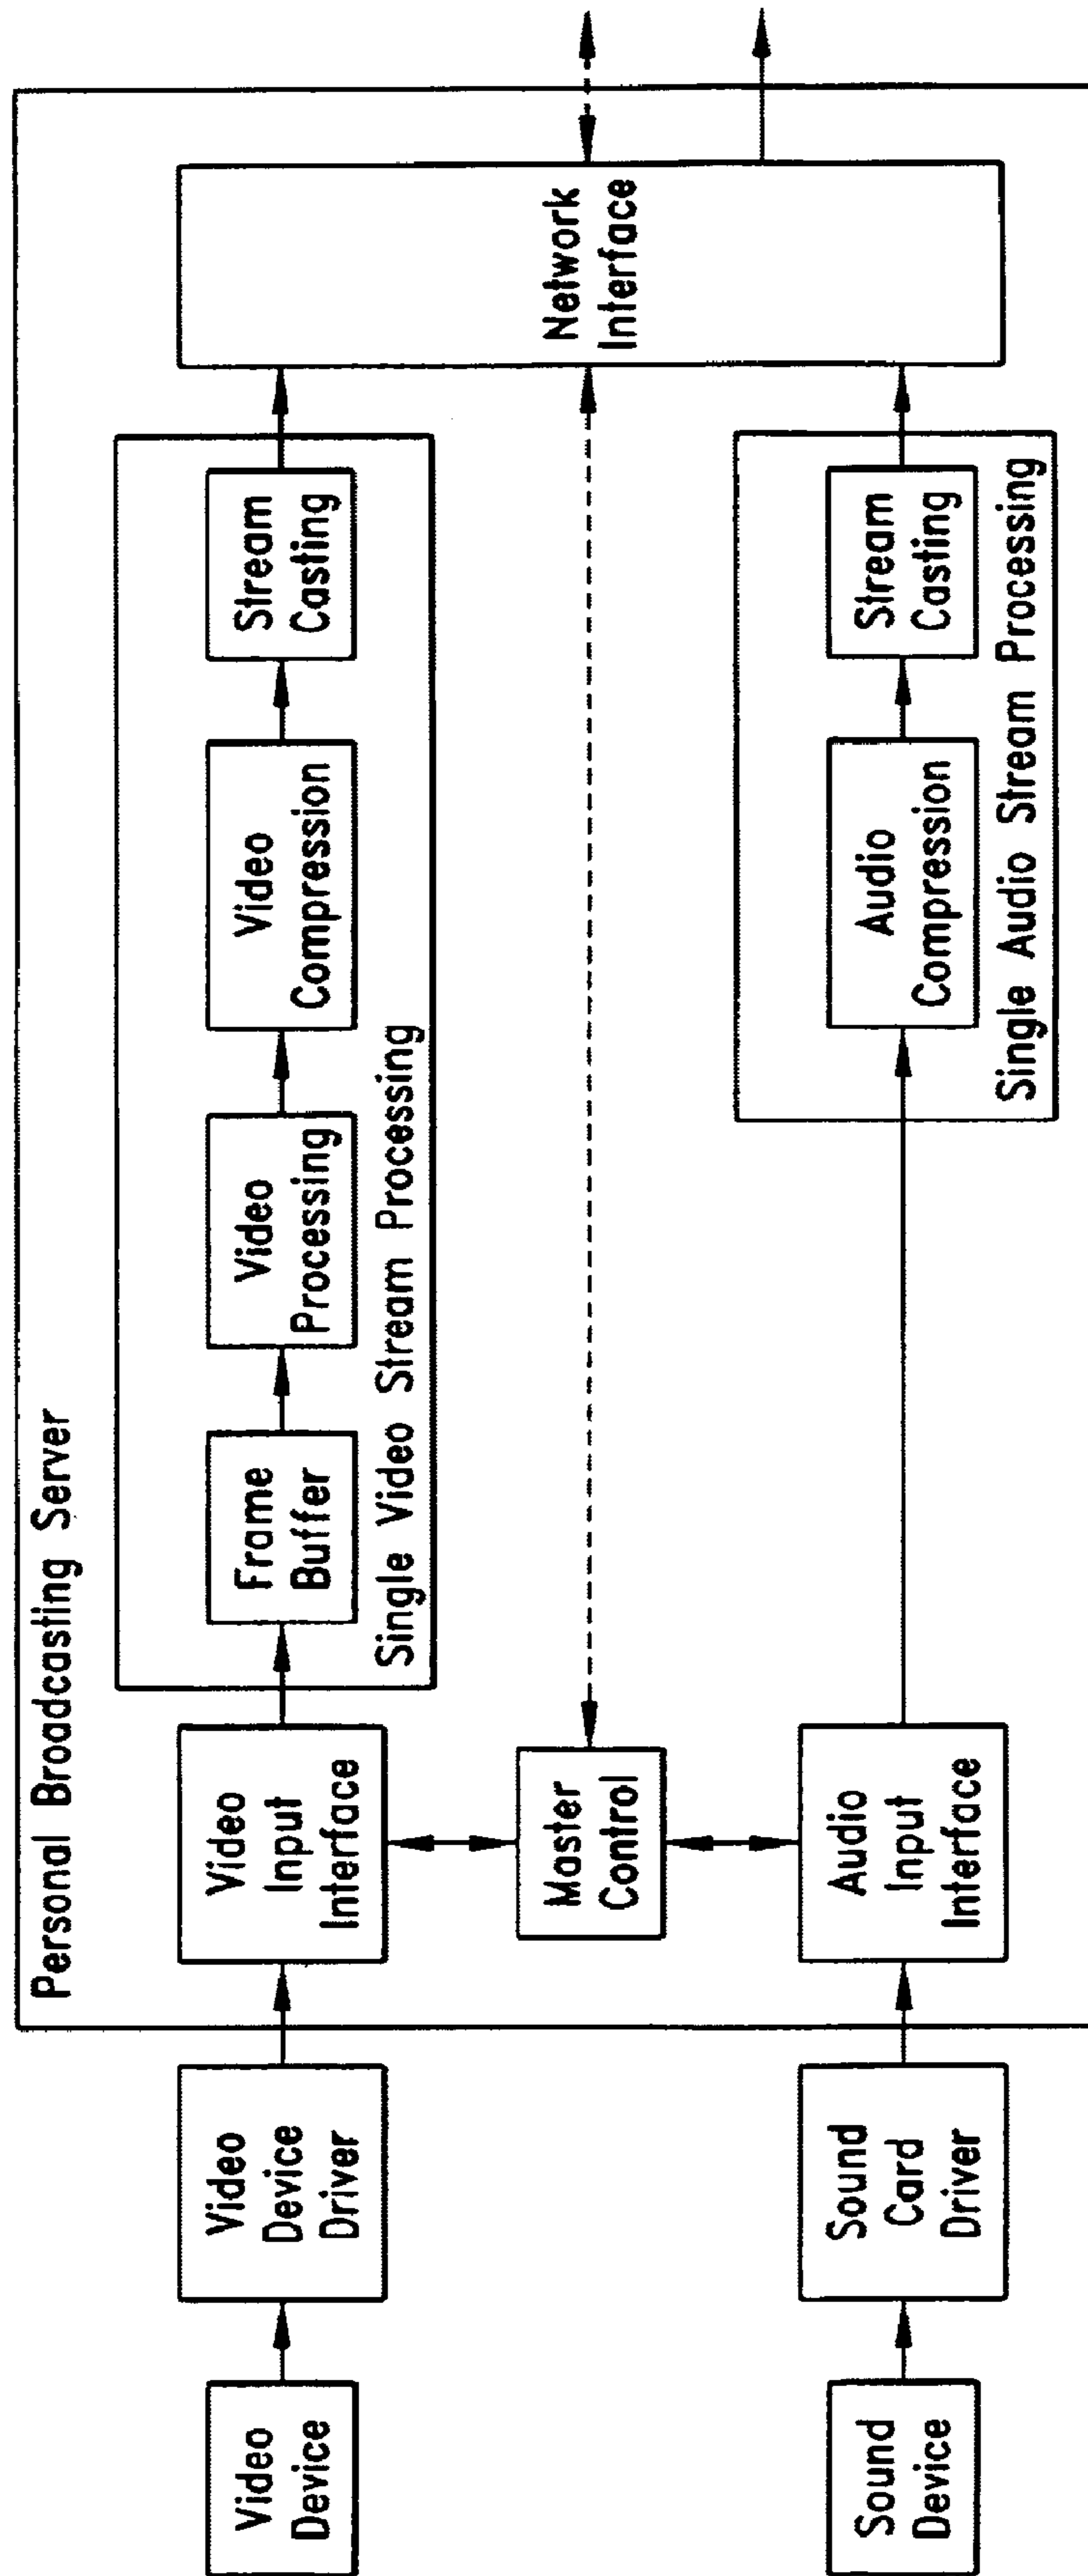 Personal Broadcasting Server
Video
Device
Video
Device
Driver
Video
Input
Interface
Frame
Buffer
Video
Processing
Video
Compression
Stream
Casting
Single Video Stream Processing
Master
Control
Network
Interface
Sound
Device
Sound
Card
Driver
Audio
Input
Interface
Audio
Compression
Stream
Casting
Single Audio Stream Processing